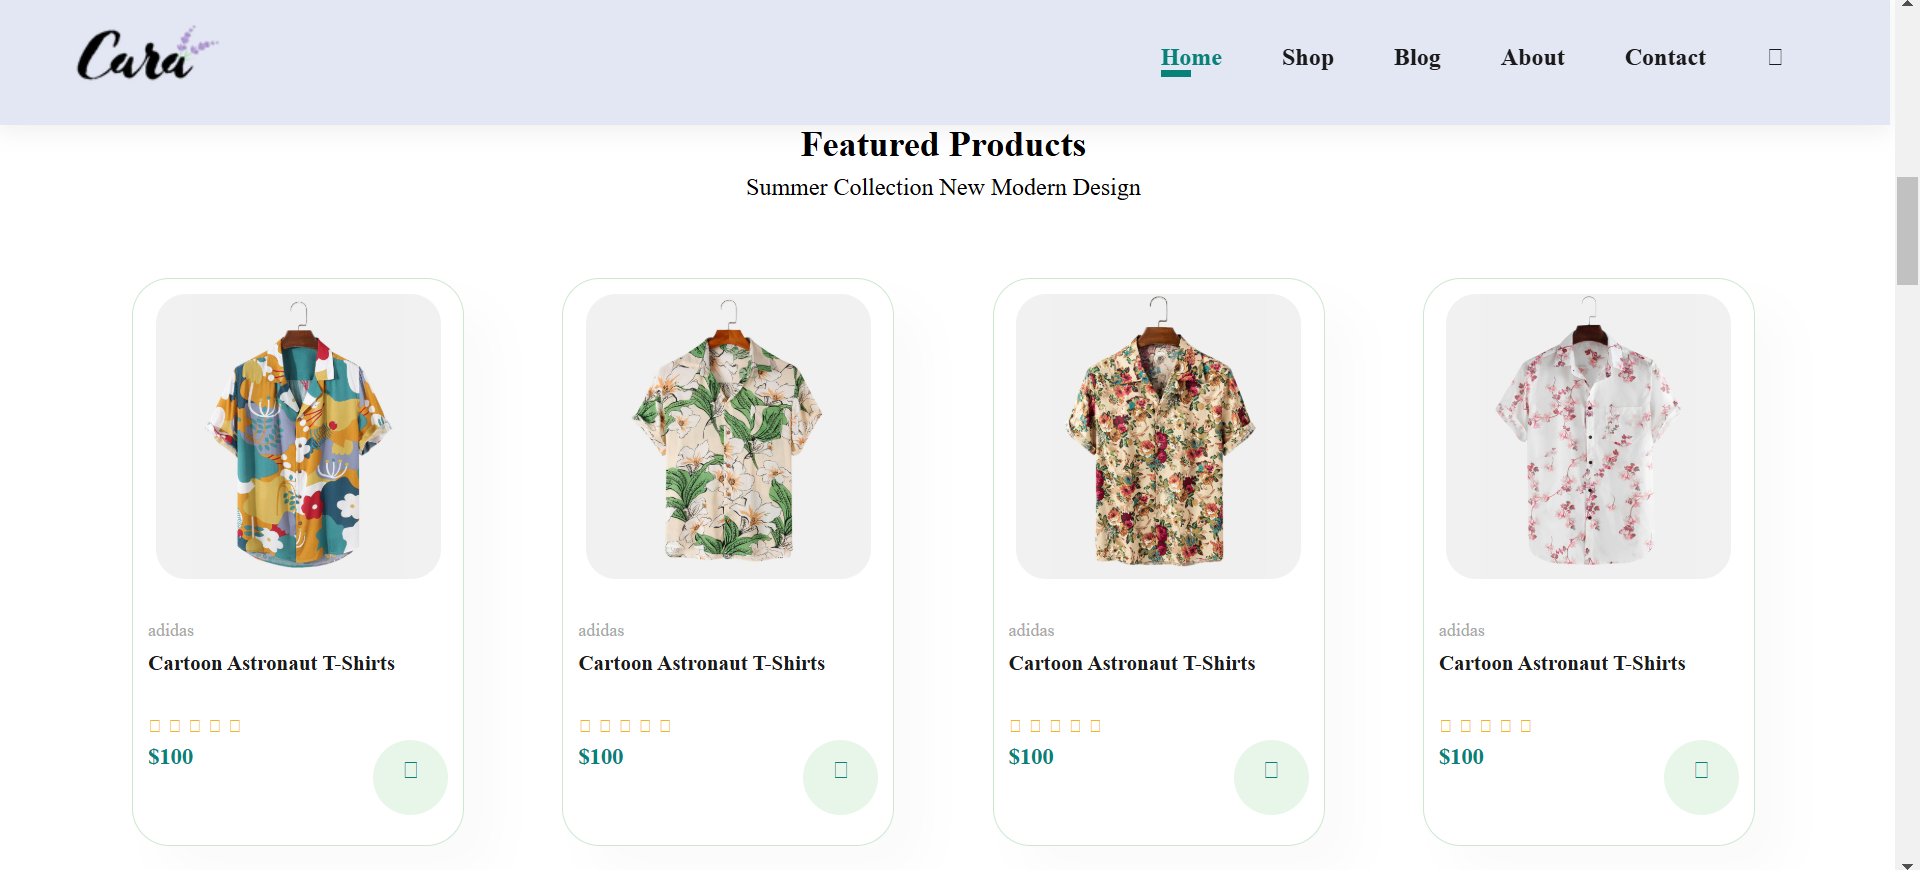 Cara
Home Shop Blog About Contact
Featured Products
Summer Collection New Modern Design
adidas adidas adidas adidas
Cartoon Astronaut T-Shirts Cartoon Astronaut T-Shirts Cartoon Astronaut T-Shirts Cartoon Astronaut T-Shirts
$100 $100 $100 $100